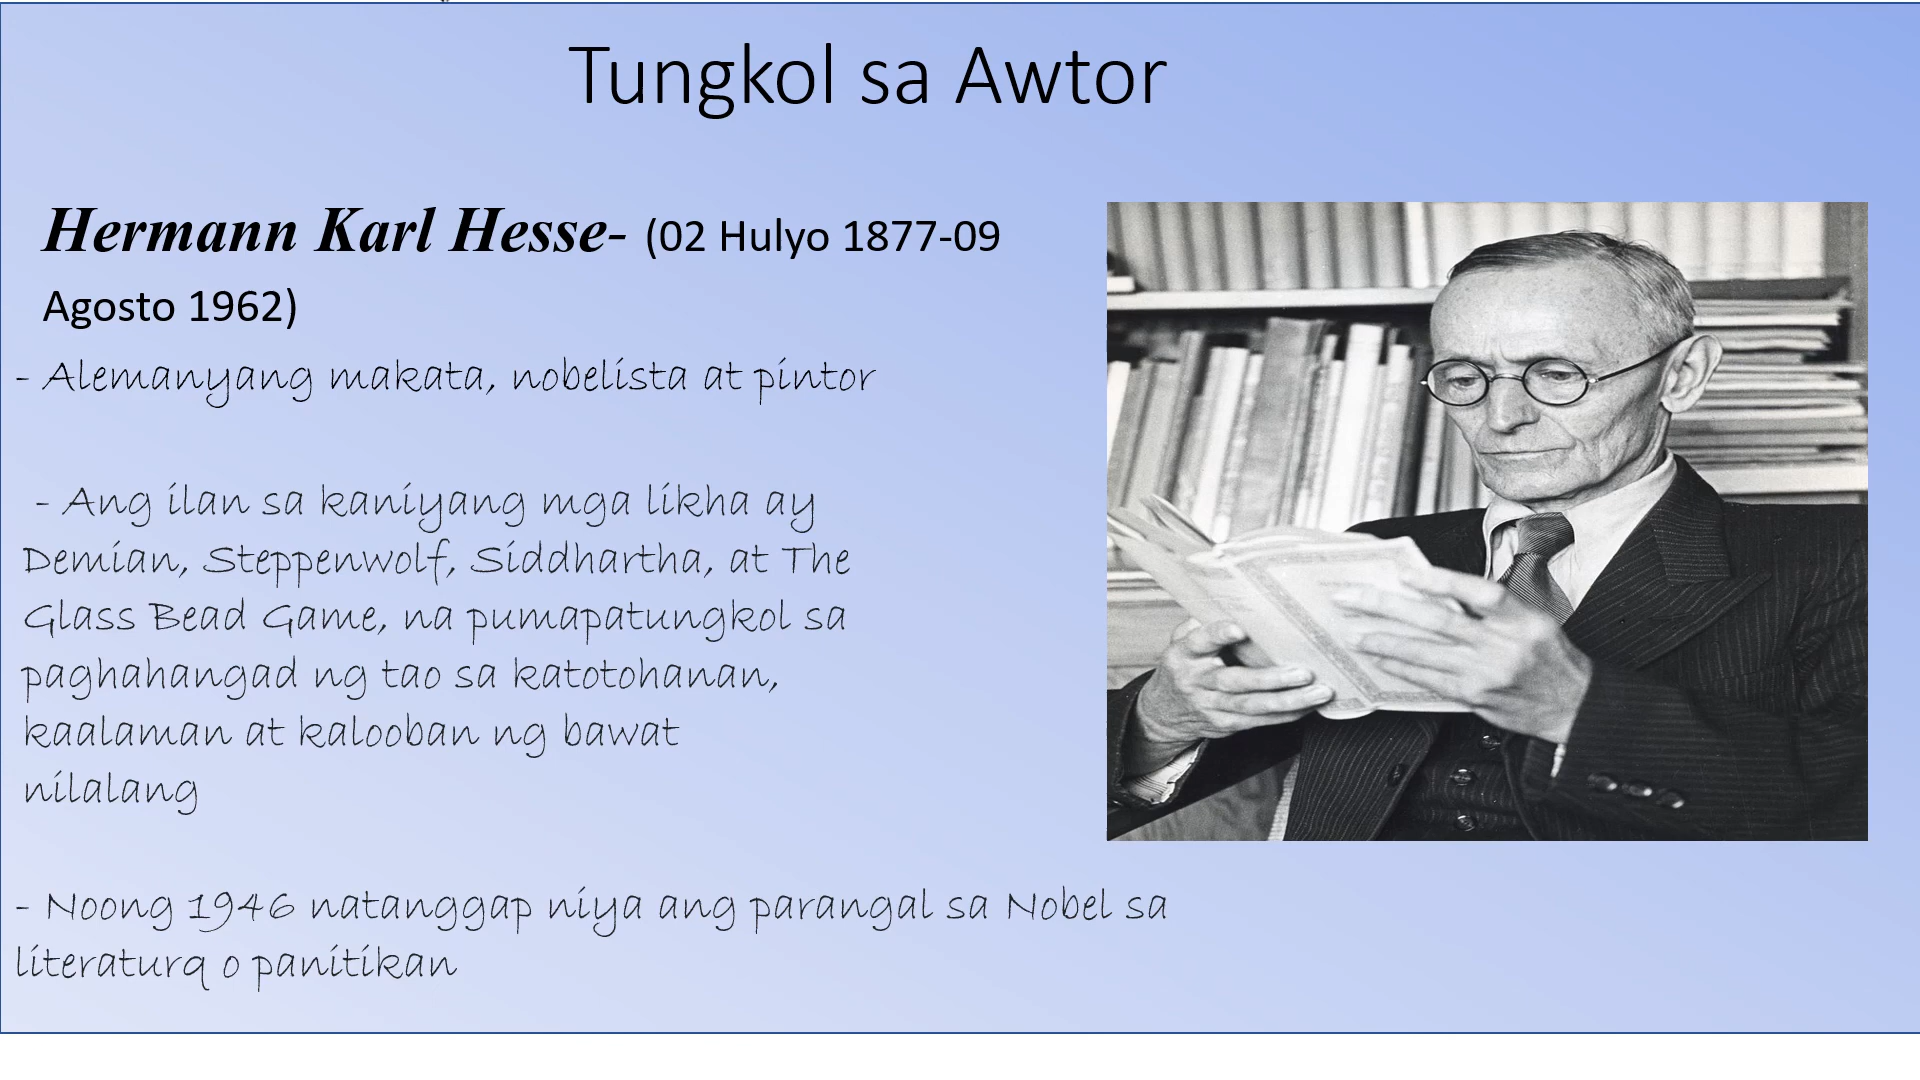 Tungkol sa Awtor
Hermann Karl Hesse- (02 Hulyo 1877-09
Agosto 1962)
- Alemanyang makata, nobelista at pintor
- Ang ilan sa kaniyang mga likha ay
Demian, Steppenwolf, Siddhartha, at The
Glass Bead Game, na pumapatungkol sa
paghahangad ng tao sa katotohanan,
kaalaman at kalooban ng bawat
nilalang
- Noong 1946 natanggap niya ang parangal sa Nobel sa
literaturq o panitikan